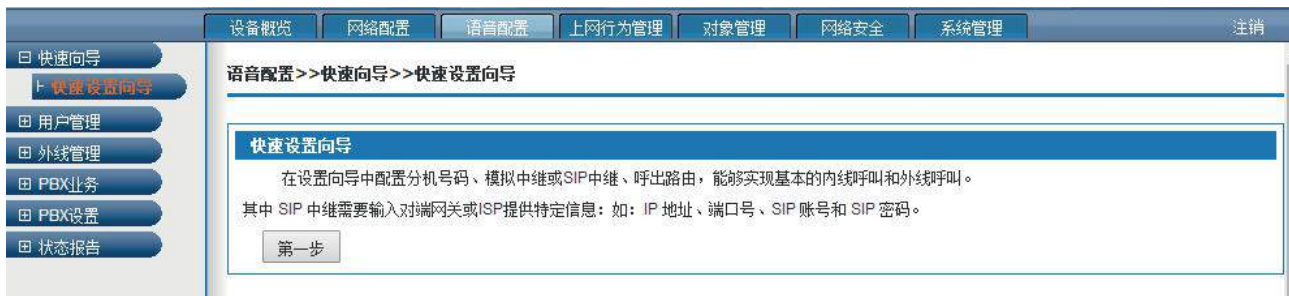 设备概览 网络配置 语音配置 上网行为管理 对象管理 网络安全 系统管理 注销
快速向导
快速设置向导
用户管理
外线管理
PBX业务
PBX设置
状态报告
语音配置>>快速向导>>快速设置向导
快速设置向导
在设置向导中配置分机号码、模拟中继或SIP中继、呼出路由，能够实现基本的内线呼叫和外线呼叫。
其中 SIP 中继需要输入对端网关或ISP提供特定信息：如：IP 地址、端口号、SIP 账号和 SIP 密码。
第一步